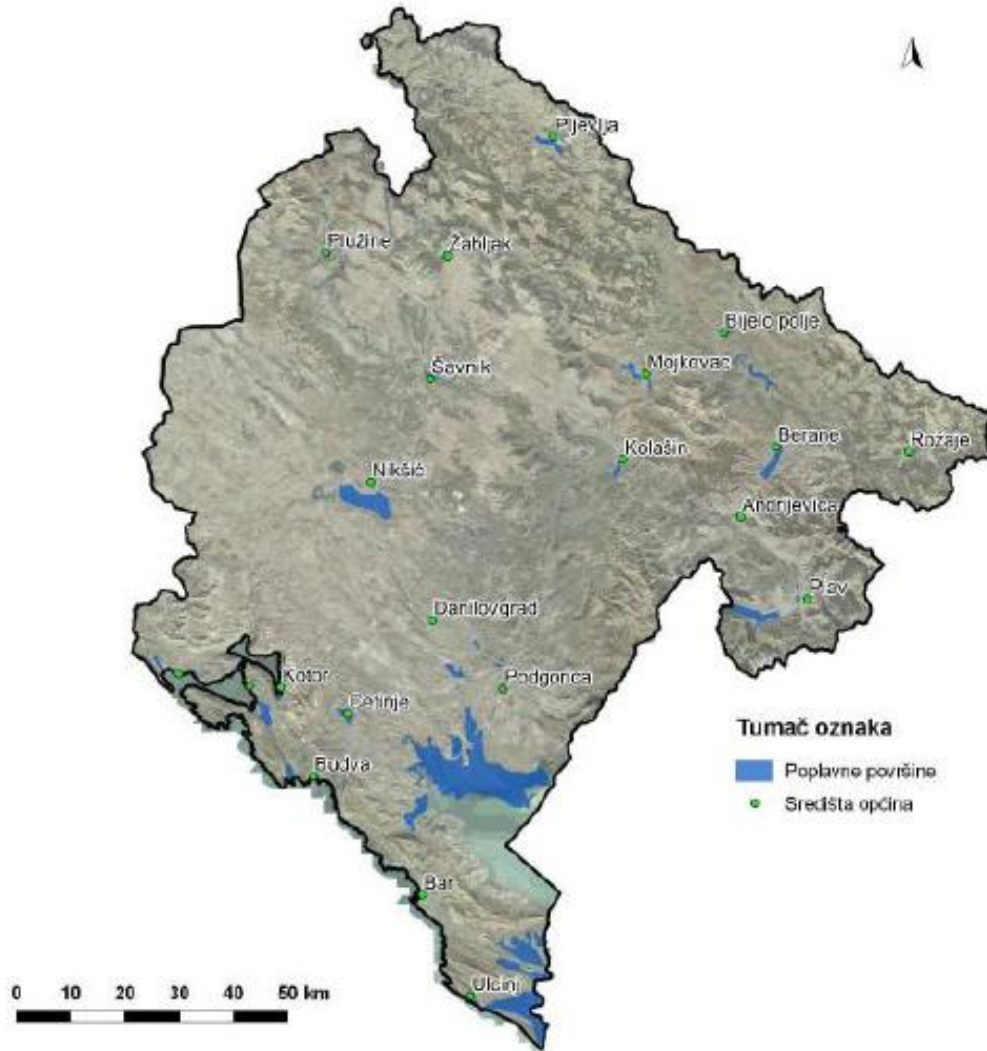 Pljevlja
Plužine
Žabljak
Bijelo polje
Mojkovac
Šavnik
Berane
Rožaje
Kolašin
Nikšić
Andrijevica
Plav
Danilovgrad
Kotor
Podgorica
Cetinje
Tumač oznaka
Budva
Poplavne površine
Središta općina
Bar
0 10 20 30 40 50 km
Ulcinj